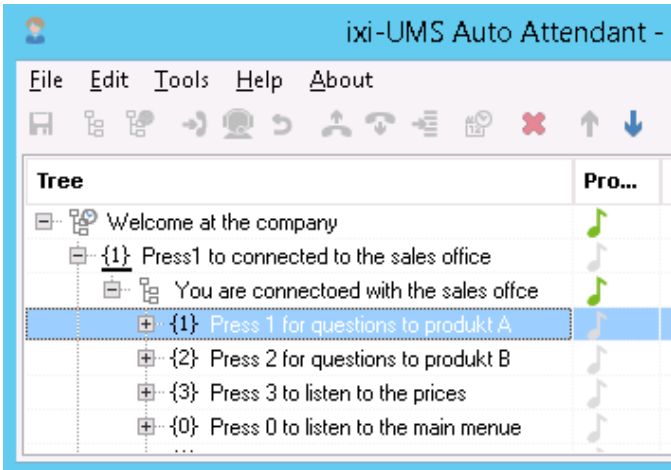 ixi-UMS Auto Attendant -
File Edit Tools Help About
Tree Pro...
Welcome at the company
{1} Press1 to connected to the sales office
You are connectoed with the sales offce
{1} Press 1 for questions to produkt A
{2} Press 2 for questions to produkt B
{3} Press 3 to listen to the prices
{0} Press 0 to listen to the main menue